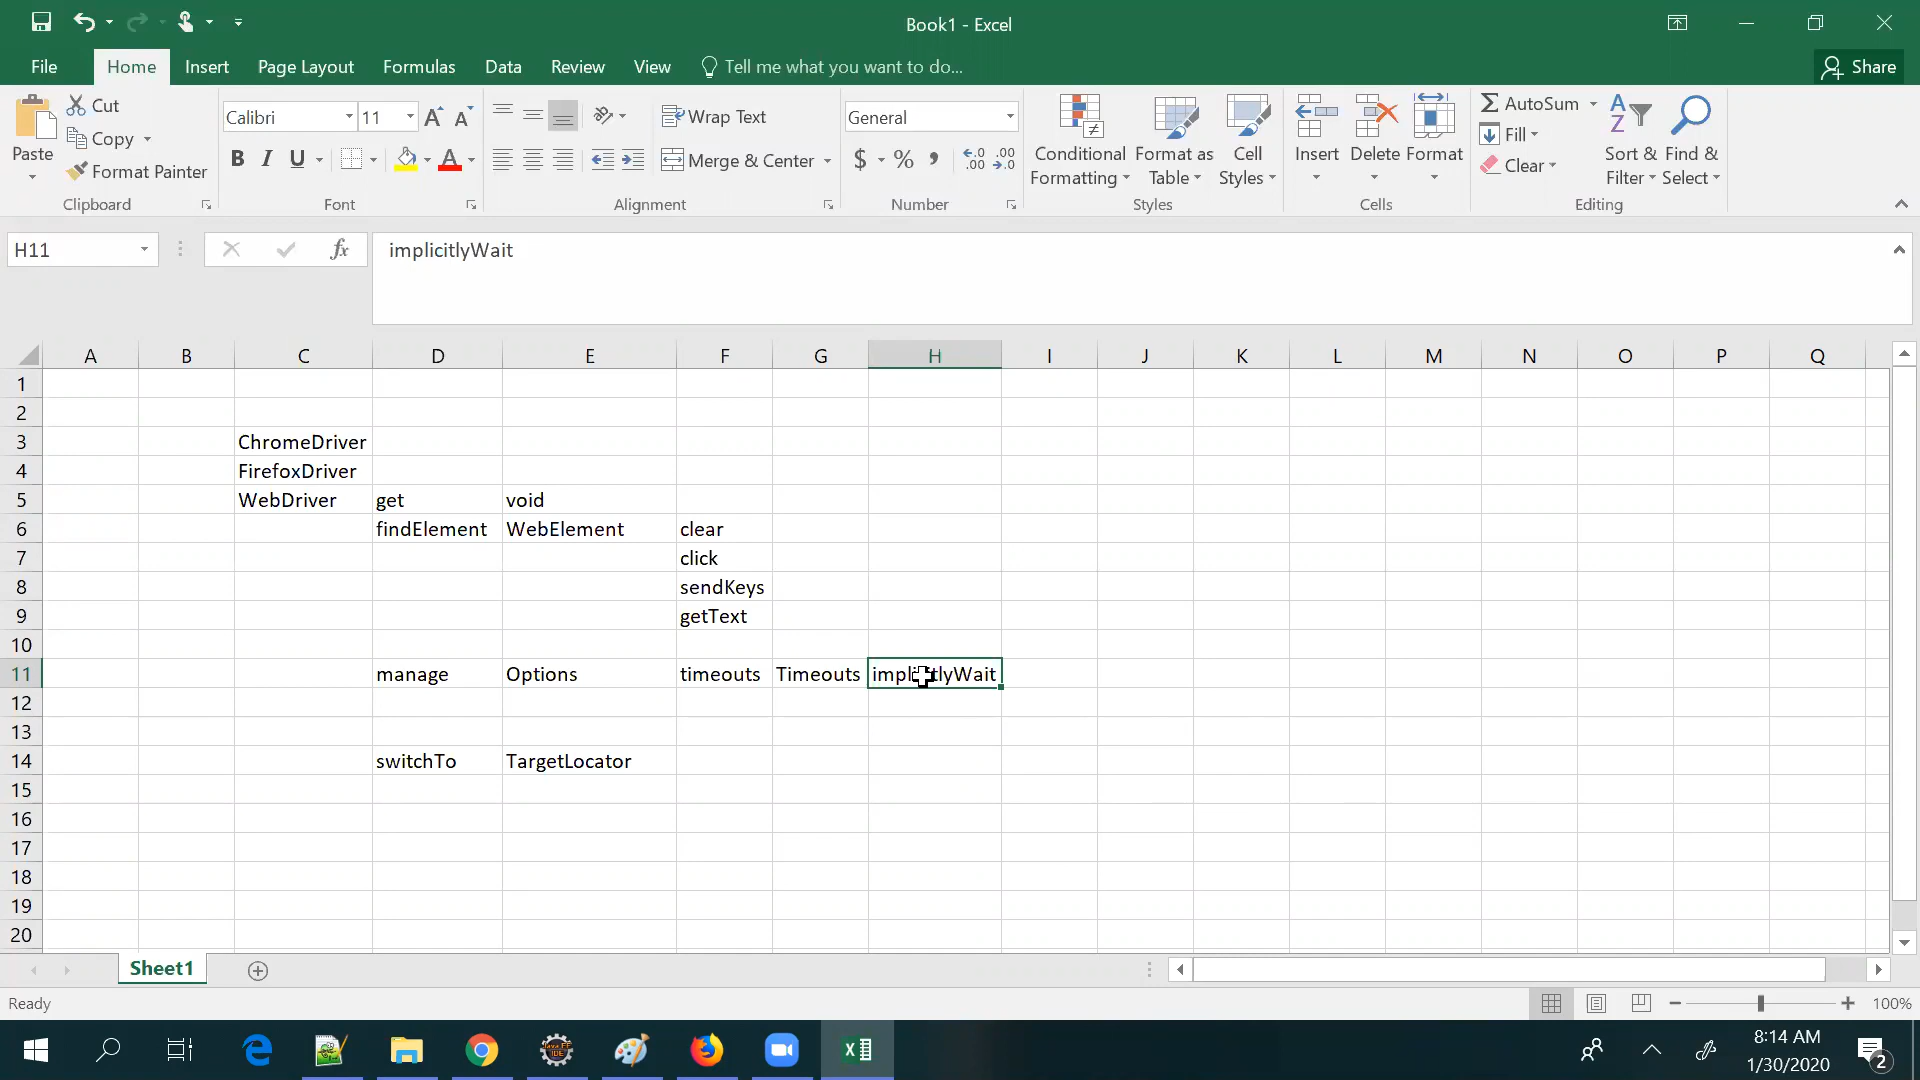 Book1 - Excel
File Home Insert Page Layout Formulas Data Review View Tell me what you want to do... Share
Paste
Cut
Copy
Format Painter
Clipboard
Calibri 11
B I U
Font
Wrap Text
Merge & Center
Alignment
General
$ % ,
Number
Conditional Formatting
Format as Table
Cell Styles
Styles
Insert
Delete
Format
Cells
AutoSum
Fill
Clear
Sort & Filter
Find & Select
Editing
H11 fx implicitlyWait
A B C D E F G H I J K L M N O P Q
1
2
3 ChromeDriver
4 FirefoxDriver
5 WebDriver get void
6 findElement WebElement clear
7 click
8 sendKeys
9 getText
10
11 manage Options timeouts Timeouts implicitlyWait
12
13
14 switchTo TargetLocator
15
16
17
18
19
20
Sheet1
Ready 100%
8:14 AM
1/30/2020
2